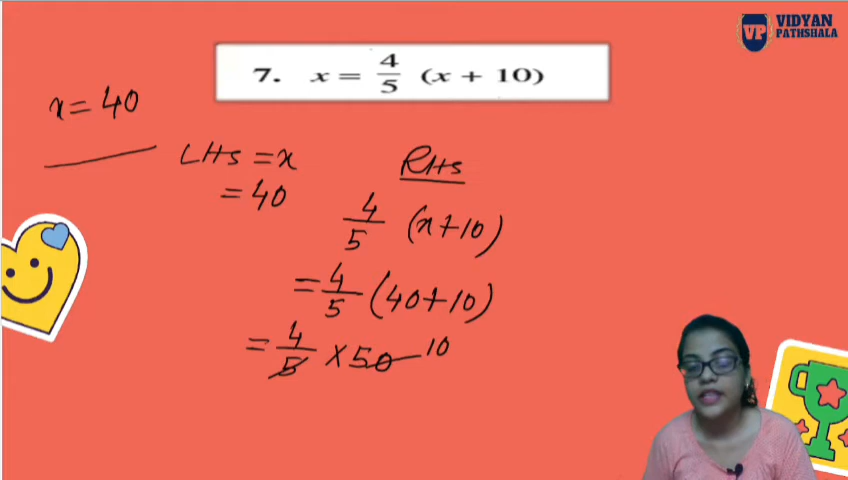 VIDYAN
PATHSHALA
VP
7. x = 4/5 (x + 10)
x = 40
LHS = x
= 40
RHS
4/5 (x+10)
= 4/5 (40+10)
= 4/5 × 50 10